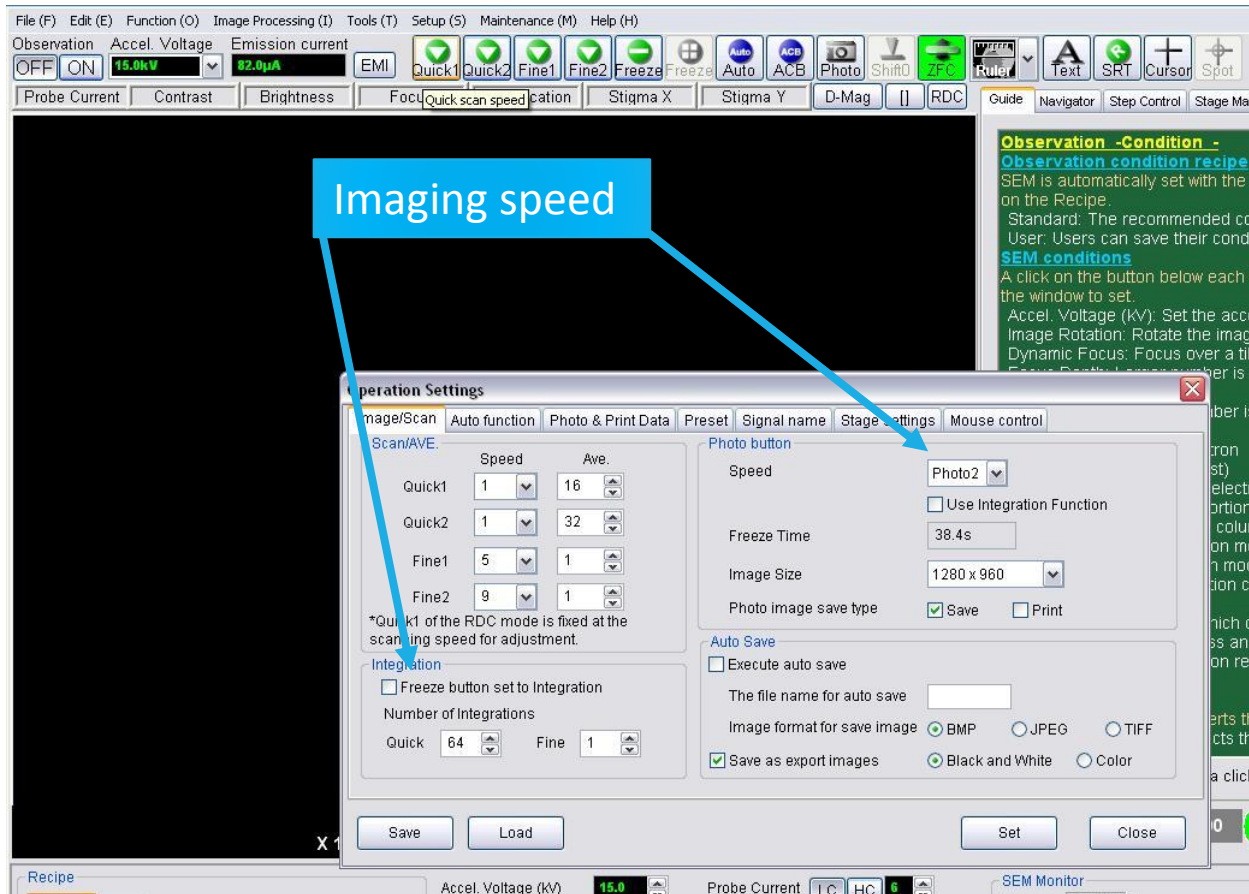 File (F) Edit (E) Function (O) Image Processing (I) Tools (T) Setup (S) Maintenance (M) Help (H)
Observation Accel. Voltage Emission current
OFF ON 15.0kV 82.0μA EMI Quick1 Quick2 Fine1 Fine2 Freeze Freeze Auto ACB Photo Shift0 ZFC Ruler Text SRT Cursor Spot
Probe Current Contrast Brightness Focu Quick scan speed cation Stigma X Stigma Y D-Mag [] RDC
Guide Navigator Step Control Stage Ma
Observation -Condition -
Observation condition recipe
SEM is automatically set with the
on the Recipe.
Standard: The recommended co
User: Users can save their cond
SEM conditions
A click on the button below each
the window to set.
Accel. Voltage (kV): Set the acce
Image Rotation: Rotate the imag
Dynamic Focus: Focus over a til
Imaging speed
Operation Settings
Image/Scan Auto function Photo & Print Data Preset Signal name Stage settings Mouse control
Scan/AVE.
Speed Ave.
Quick1 1 16
Quick2 1 32
Fine1 5 1
Fine2 9 1
*Quick1 of the RDC mode is fixed at the
scanning speed for adjustment.
Integration
Freeze button set to Integration
Number of Integrations
Quick 64 Fine 1
Photo button
Speed Photo2
Use Integration Function
Freeze Time 38.4s
Image Size 1280 x 960
Photo image save type Save Print
Auto Save
Execute auto save
The file name for auto save
Image format for save image BMP JPEG TIFF
Save as export images Black and White Color
Save Load Set Close
X 1
Recipe
Accel. Voltage (kV) 15.0 Probe Current LC HC 6
SEM Monitor